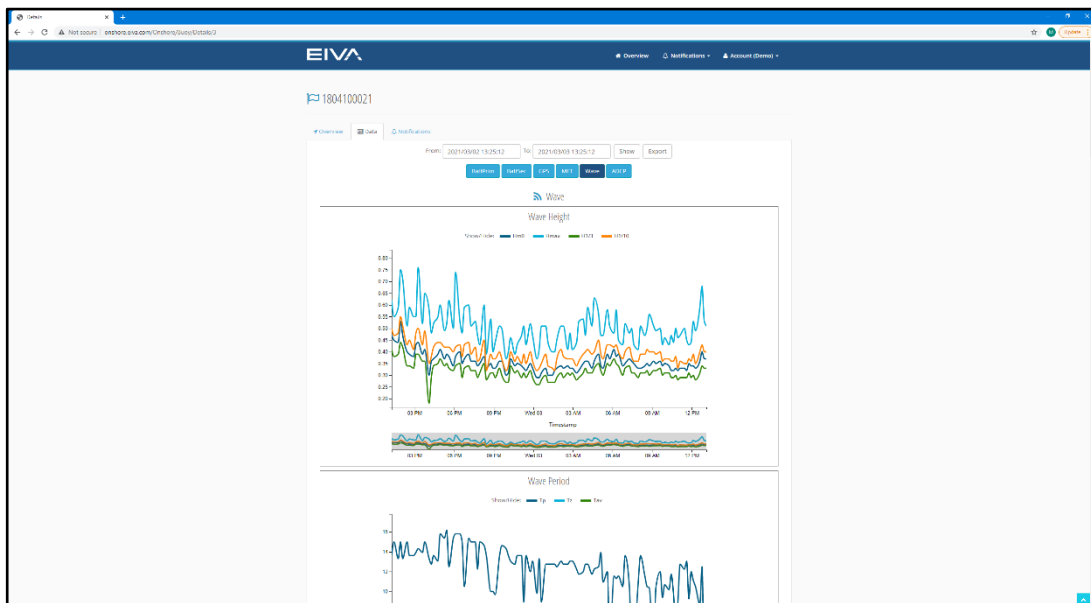 Details
Not secure | onshore.eiva.com/Onshore/Buoy/Details/3
Update
EIVA
Overview Notifications Account (Demo)
1804100021
Overview Data Notifications
From: 2021/03/02 13:25:12 To: 2021/03/03 13:25:12 Show Export
GPS MET Wave ADCP
Wave
Wave Height
Show/Hide: Hm0 Hmax H1/3 H1/10
0.80
0.75
0.70
0.65
0.60
0.55
0.50
0.45
0.40
0.35
0.30
0.25
0.20
03 PM 06 PM 09 PM Wed 03 03 AM 06 AM 09 AM 12 PM
Timestamp
03 PM 06 PM 09 PM Wed 03 03 AM 06 AM 09 AM 12 PM
Wave Period
Show/Hide: Tp Tz Tav
16
14
12
10